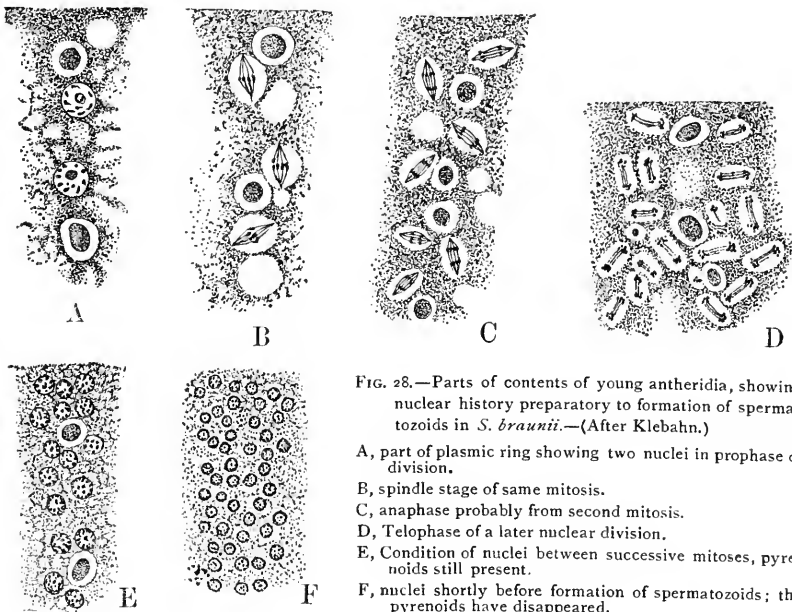 A
B
C
D
E
F
FIG. 28.—Parts of contents of young antheridia, showin
nuclear history preparatory to formation of sperma
tozoids in S. braunii.—(After Klebahn.)
A, part of plasmic ring showing two nuclei in prophase o
division.
B, spindle stage of same mitosis.
C, anaphase probably from second mitosis.
D, Telophase of a later nuclear division.
E, Condition of nuclei between successive mitoses, pyre
noids still present.
F, nuclei shortly before formation of spermatozoids; th
pyrenoids have disappeared.